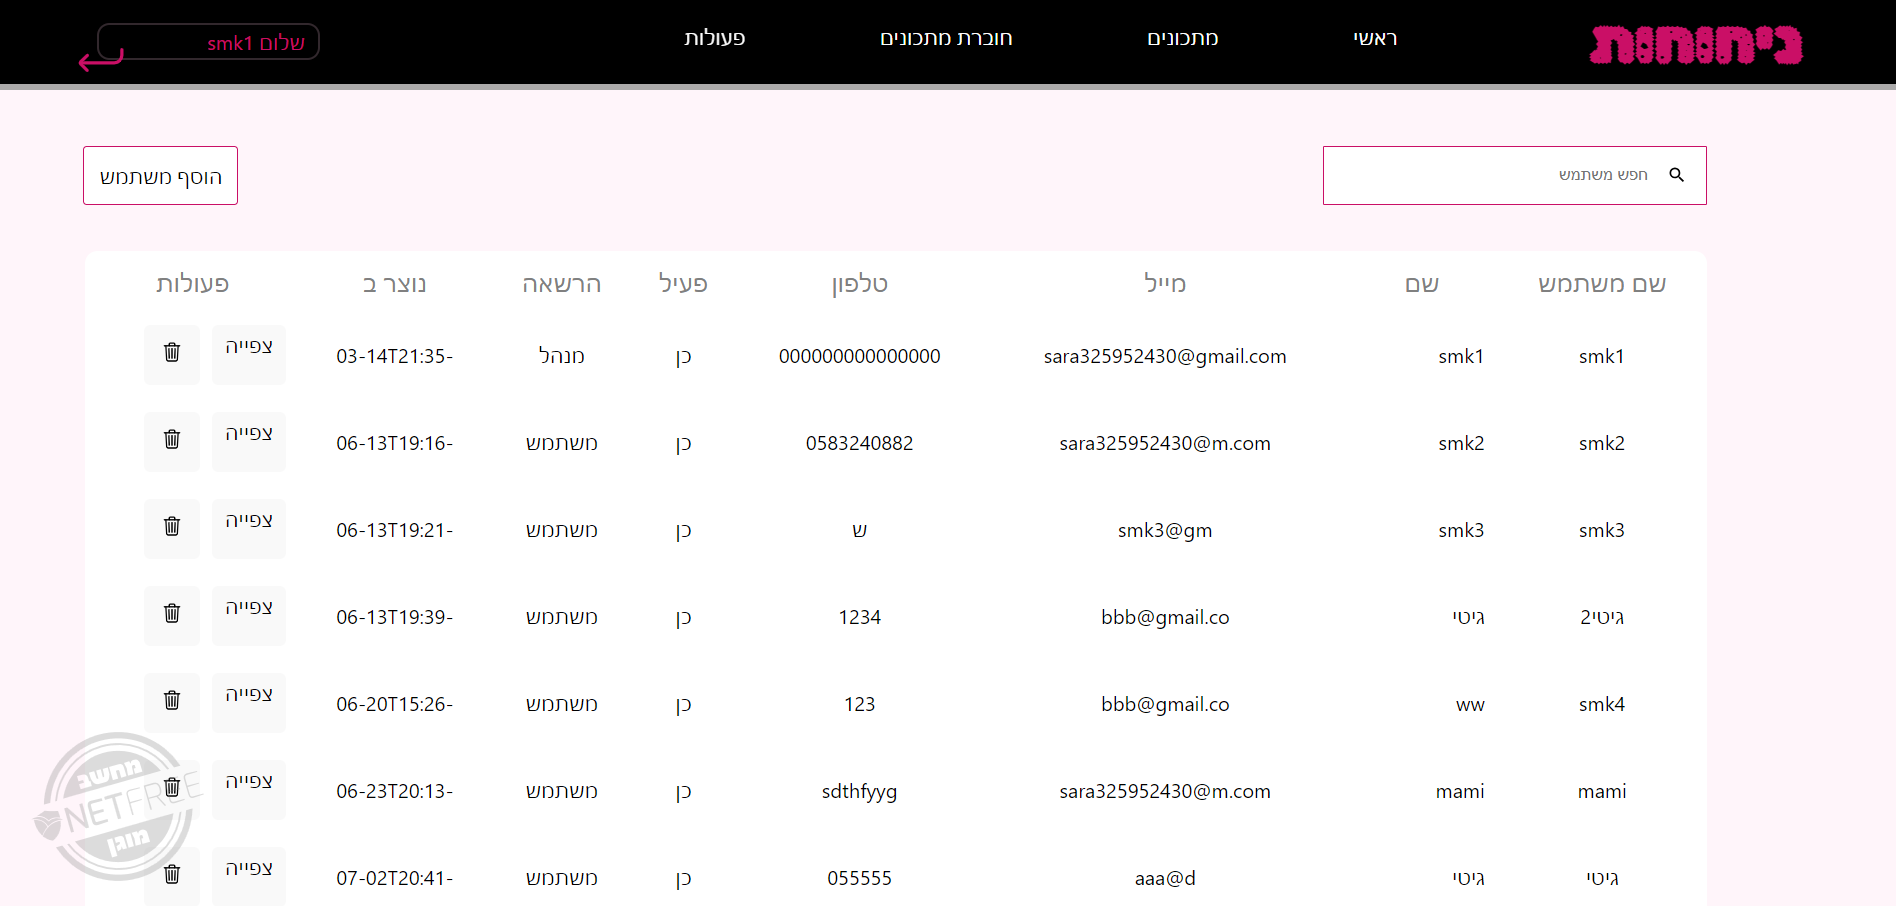 ניחוחות
ראשי מתכונים חוברת מתכונים פעולות
שלום smk1
חפש משתמש
הוסף משתמש
שם משתמש שם מייל טלפון פעיל הרשאה נוצר ב פעולות
smk1 smk1 sara325952430@gmail.com 000000000000000 כן מנהל 03-14T21:35- צפייה
smk2 smk2 sara325952430@m.com 0583240882 כן משתמש 06-13T19:16- צפייה
smk3 smk3 smk3@gm ש כן משתמש 06-13T19:21- צפייה
גיטי2 גיטי bbb@gmail.co 1234 כן משתמש 06-13T19:39- צפייה
smk4 ww bbb@gmail.co 123 כן משתמש 06-20T15:26- צפייה
mami mami sara325952430@m.com sdthfyyg כן משתמש 06-23T20:13- צפייה
גיטי גיטי aaa@d 055555 כן משתמש 07-02T20:41- צפייה
מחשב
NETFREE
מוגן